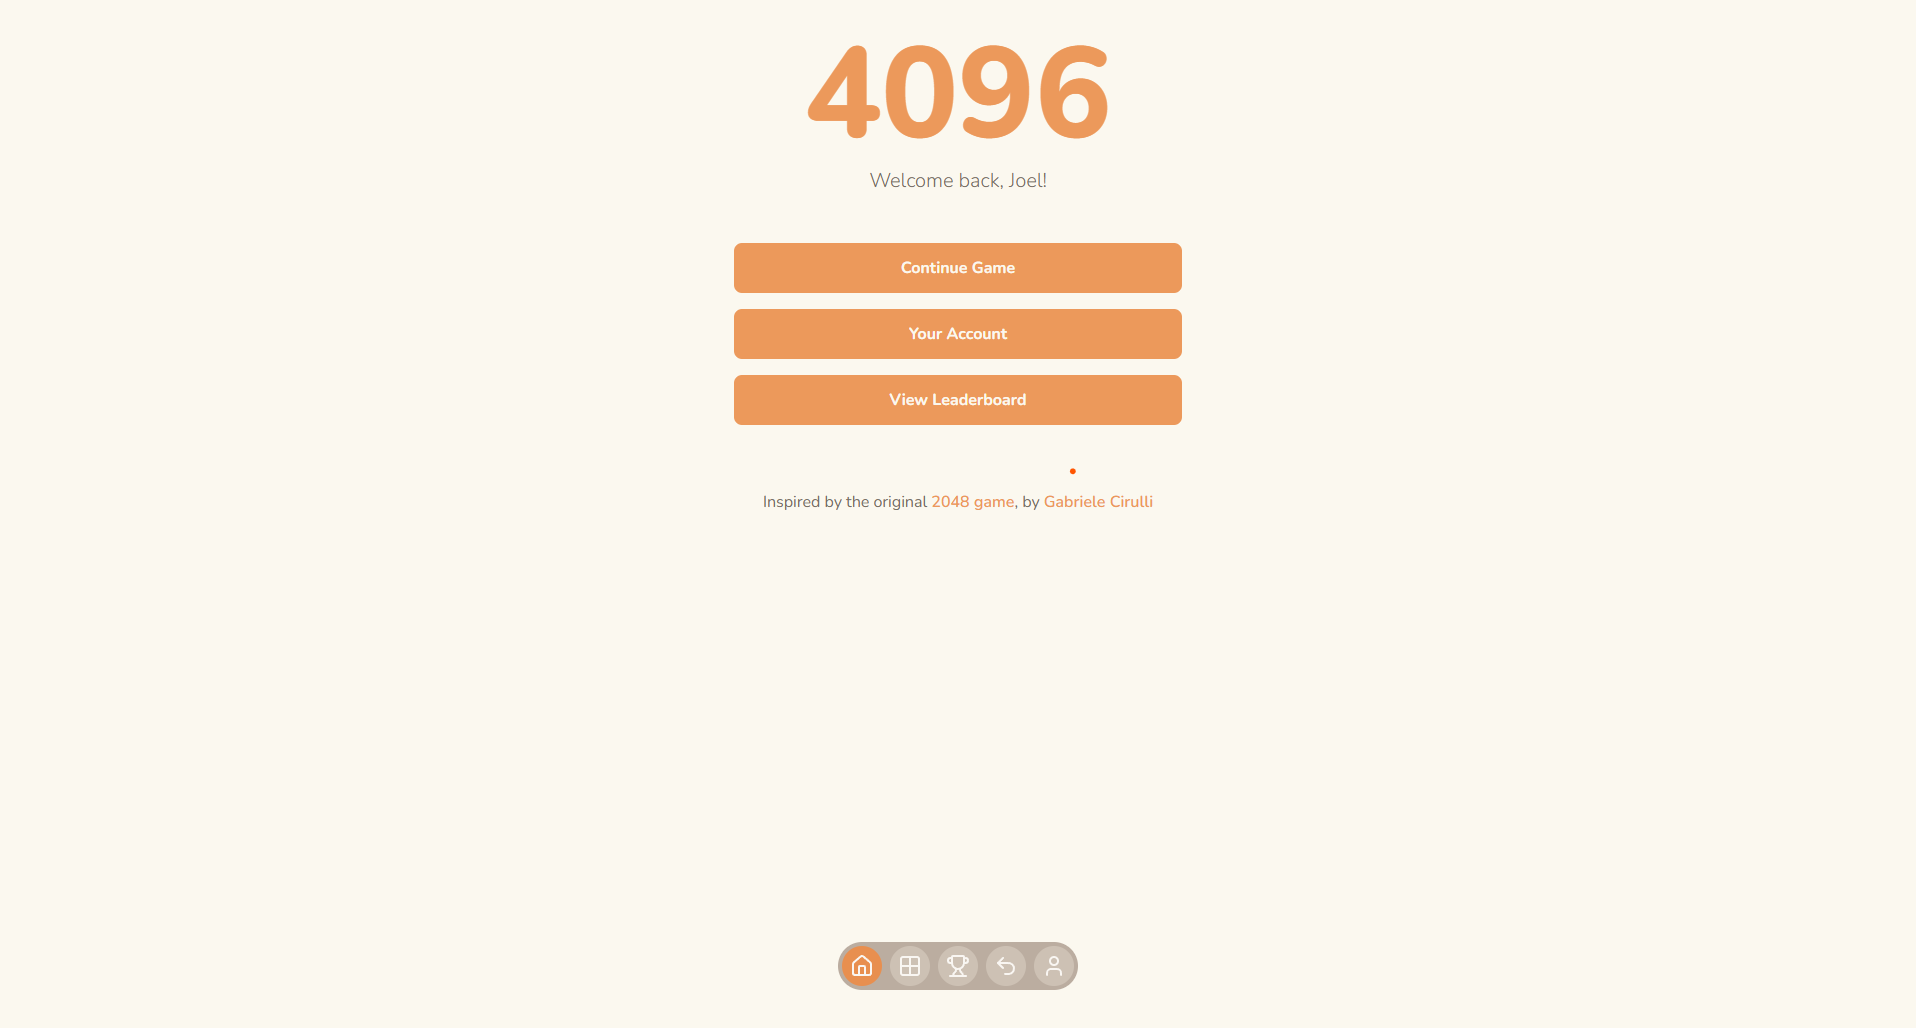 4096
Welcome back, Joel!
Continue Game
Your Account
View Leaderboard
Inspired by the original 2048 game, by Gabriele Cirulli